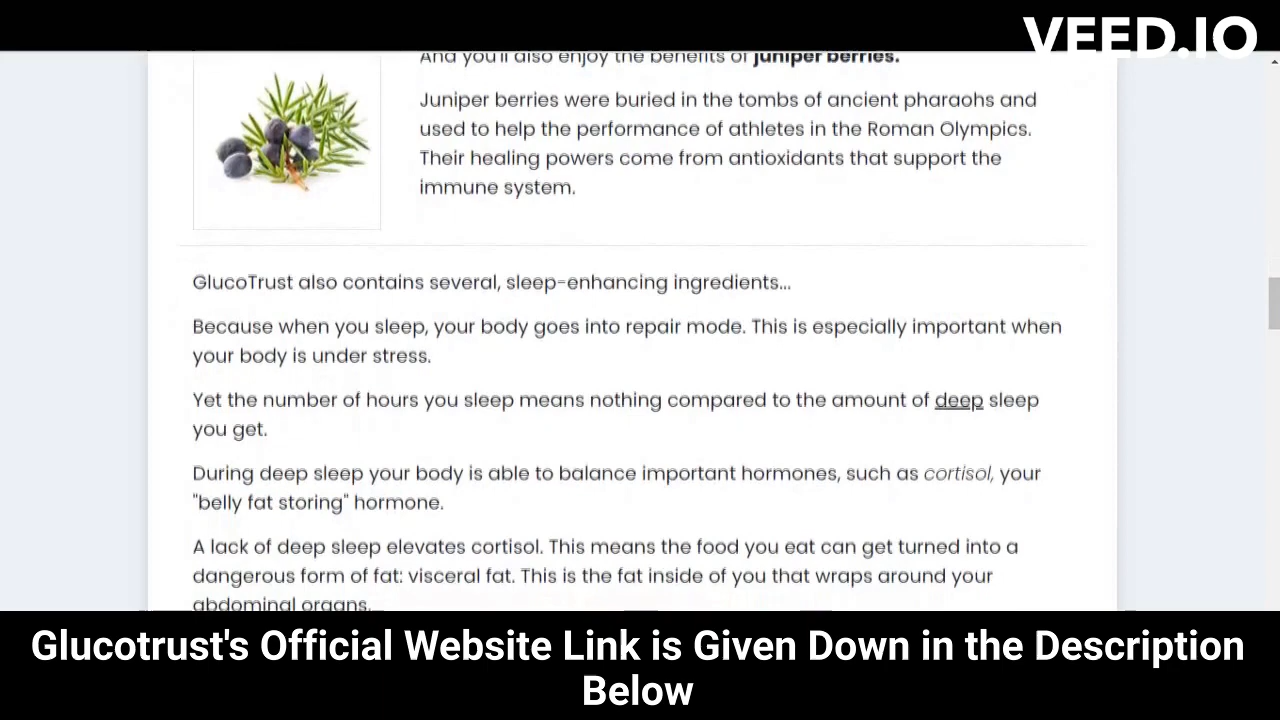 VEED.IO
And you'll also enjoy the benefits of juniper berries.
Juniper berries were buried in the tombs of ancient pharaohs and
used to help the performance of athletes in the Roman Olympics.
Their healing powers come from antioxidants that support the
immune system.
GlucoTrust also contains several, sleep-enhancing ingredients...
Because when you sleep, your body goes into repair mode. This is especially important when
your body is under stress.
Yet the number of hours you sleep means nothing compared to the amount of deep sleep
you get.
During deep sleep your body is able to balance important hormones, such as cortisol, your
"belly fat storing" hormone.
A lack of deep sleep elevates cortisol. This means the food you eat can get turned into a
dangerous form of fat: visceral fat. This is the fat inside of you that wraps around your
abdominal organs.
Glucotrust's Official Website Link is Given Down in the Description
Below